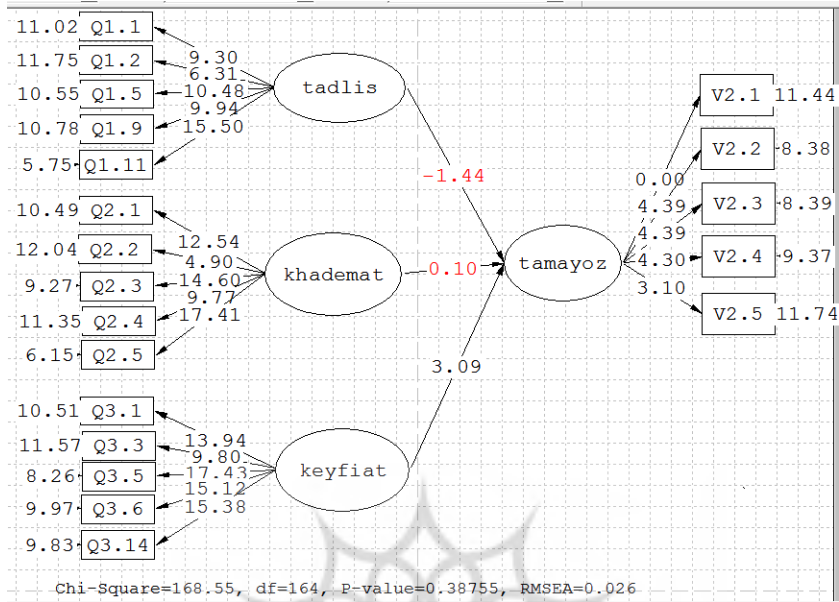 11.02 Q1.1
11.75 Q1.2
10.55 Q1.5
10.78 Q1.9
5.75 Q1.11
9.30
6.31
10.48
9.94
15.50
tadlis
10.49 Q2.1
12.04 Q2.2
9.27 Q2.3
11.35 Q2.4
6.15 Q2.5
12.54
4.90
14.60
9.77
17.41
khademat
10.51 Q3.1
11.57 Q3.3
8.26 Q3.5
9.97 Q3.6
9.83 Q3.14
13.94
9.80
17.43
15.12
15.38
keyfiat
-1.44
0.10
3.09
tamayoz
0.00
4.39
4.39
4.30
3.10
V2.1 11.44
V2.2 8.38
V2.3 8.39
V2.4 9.37
V2.5 11.74
Chi-Square=168.55, df=164, P-value=0.38755, RMSEA=0.026